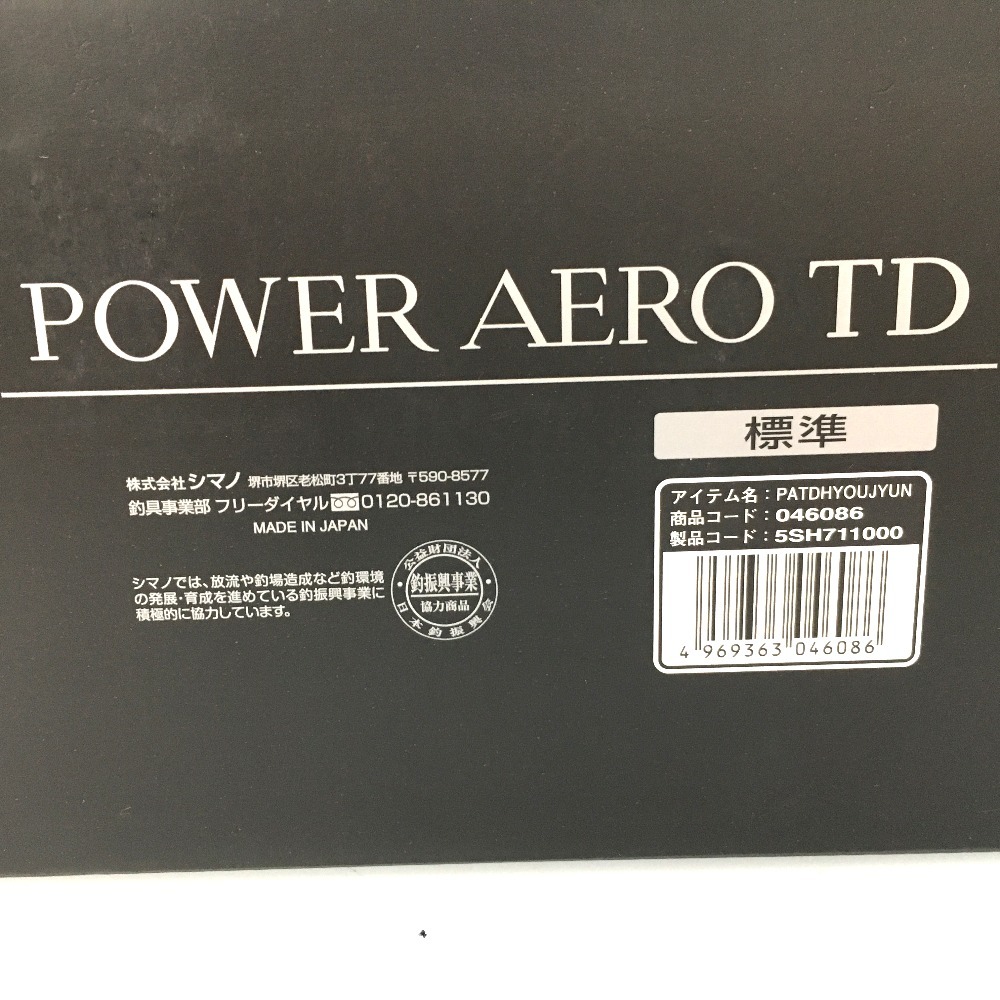 POWER AERO TD
標準
株式会社シマノ 堺市堺区老松町3丁77番地 〒590-8577
釣具事業部 フリーダイヤル 0120-861130
MADE IN JAPAN
シマノでは、放流や釣場造成など釣環境
の発展・育成を進めている釣振興事業に
積極的に協力しています。
公益財団法人
釣振興事業
協力商品
日本釣振興会
アイテム名：PATDHYOUJYUN
商品コード：046086
製品コード：5SH711000
4 969363 046086